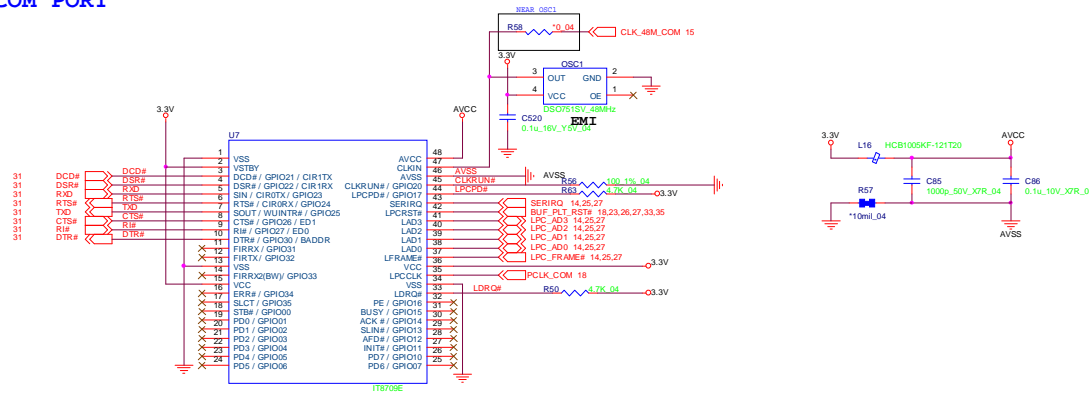 COM PORT
NEAR OSC1
R58 *0_04 CLK_48M_COM 15
3.3V
OSC1
3 OUT GND 2
4 VCC OE 1
DSO751SV_48MHz
EMI
C520
0.1u_16V_Y5V_04
3.3V AVCC
U7
1 VSS
2 VSTBY
31 DCD# DCD# 3 DCD# / GPIO21 / CIR1TX
31 DSR# DSR# 4 DSR# / GPIO22 / CIR1RX
31 RXD RXD 5 SIN / CIR0TX / GPIO23
31 RTS# RTS# 6 RTS# / CIR0RX / GPIO24
31 TXD TXD 7 SOUT / WUINTR# / GPIO25
31 CTS# CTS# 8 CTS# / GPIO26 / ED1
31 RI# RI# 9 RI# / GPIO27 / ED0
31 DTR# DTR# 10 DTR# / GPIO30 / BADDR
11 FIRRX / GPIO31
12 FIRTX / GPIO32
13 VSS
14 FIRRX2(BW)/ GPIO33
15 VCC
16 ERR# / GPIO34
17 SLCT / GPIO35
18 STB# / GPIO00
19 PD0 / GPIO01
20 PD1 / GPIO02
21 PD2 / GPIO03
22 PD3 / GPIO04
23 PD4 / GPIO05
24 PD5 / GPIO06
AVCC 48
CLKIN 47
AVSS 46 AVSS AVSS
CLKRUN# / GPIO20 45 CLKRUN# R56 100_1%_04
LPCPD# / GPIO17 44 LPCPD# R63 4.7K_04 3.3V
SERIRQ 43 SERIRQ 14,25,27
LPCRST# 42 BUF_PLT_RST# 18,23,26,27,33,35
LAD3 41 LPC_AD3 14,25,27
LAD2 40 LPC_AD2 14,25,27
LAD1 39 LPC_AD1 14,25,27
LAD0 38 LPC_AD0 14,25,27
LFRAME# 37 LPC_FRAME# 14,25,27
VCC 36 3.3V
LPCCLK 35 PCLK_COM 18
VSS 34
LDRQ# 33 LDRQ# R50 4.7K_04 3.3V
PE / GPIO16 32
BUSY / GPIO15 31
ACK # / GPIO14 30
SLIN# / GPIO13 29
AFD# / GPIO12 28
INIT# / GPIO11 27
PD7 / GPIO10 26
PD6 / GPIO07 25
IT8709E
3.3V L16 HCB1005KF-121T20 AVCC
C85
1000p_50V_X7R_04
C86
0.1u_10V_X7R_0
R57
*10mil_04
AVSS